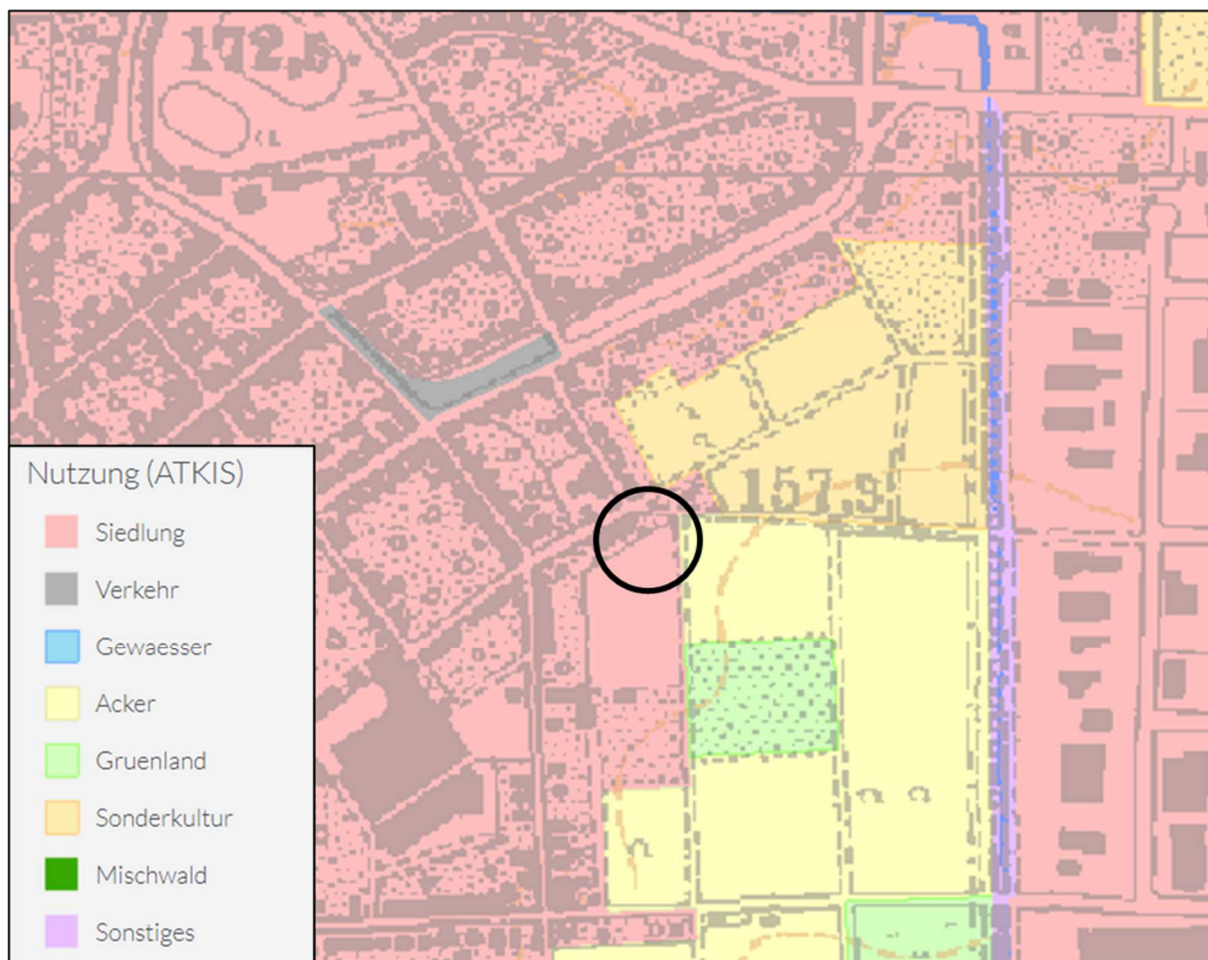 172,5
157,9
Nutzung (ATKIS)
Siedlung
Verkehr
Gewaesser
Acker
Gruenland
Sonderkultur
Mischwald
Sonstiges